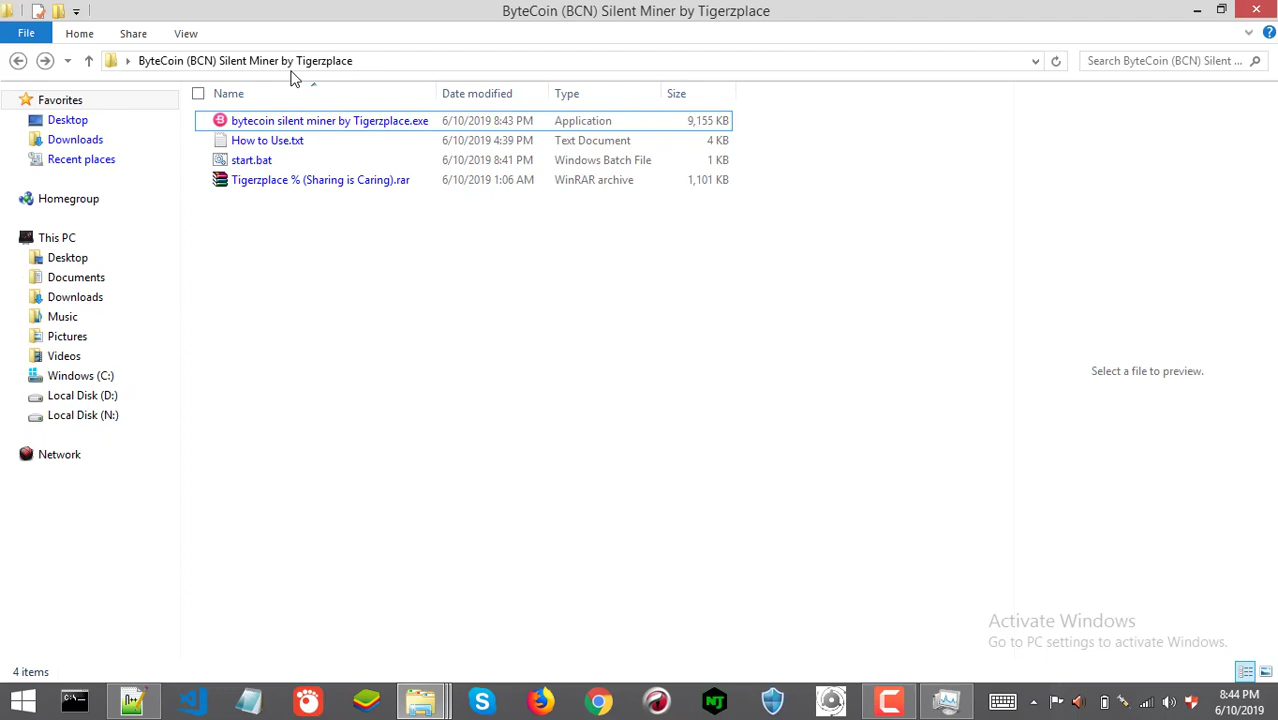 ByteCoin (BCN) Silent Miner by Tigerzplace
File Home Share View
ByteCoin (BCN) Silent Miner by Tigerzplace Search ByteCoin (BCN) Silent ...
Favorites
Desktop
Downloads
Recent places
Homegroup
This PC
Desktop
Documents
Downloads
Music
Pictures
Videos
Windows (C:)
Local Disk (D:)
Local Disk (N:)
Network
Name Date modified Type Size
bytecoin silent miner by Tigerzplace.exe 6/10/2019 8:43 PM Application 9,155 KB
How to Use.txt 6/10/2019 4:39 PM Text Document 4 KB
start.bat 6/10/2019 8:41 PM Windows Batch File 1 KB
Tigerzplace % (Sharing is Caring).rar 6/10/2019 1:06 AM WinRAR archive 1,101 KB
Select a file to preview.
Activate Windows
Go to PC settings to activate Windows.
4 items
8:44 PM
6/10/2019